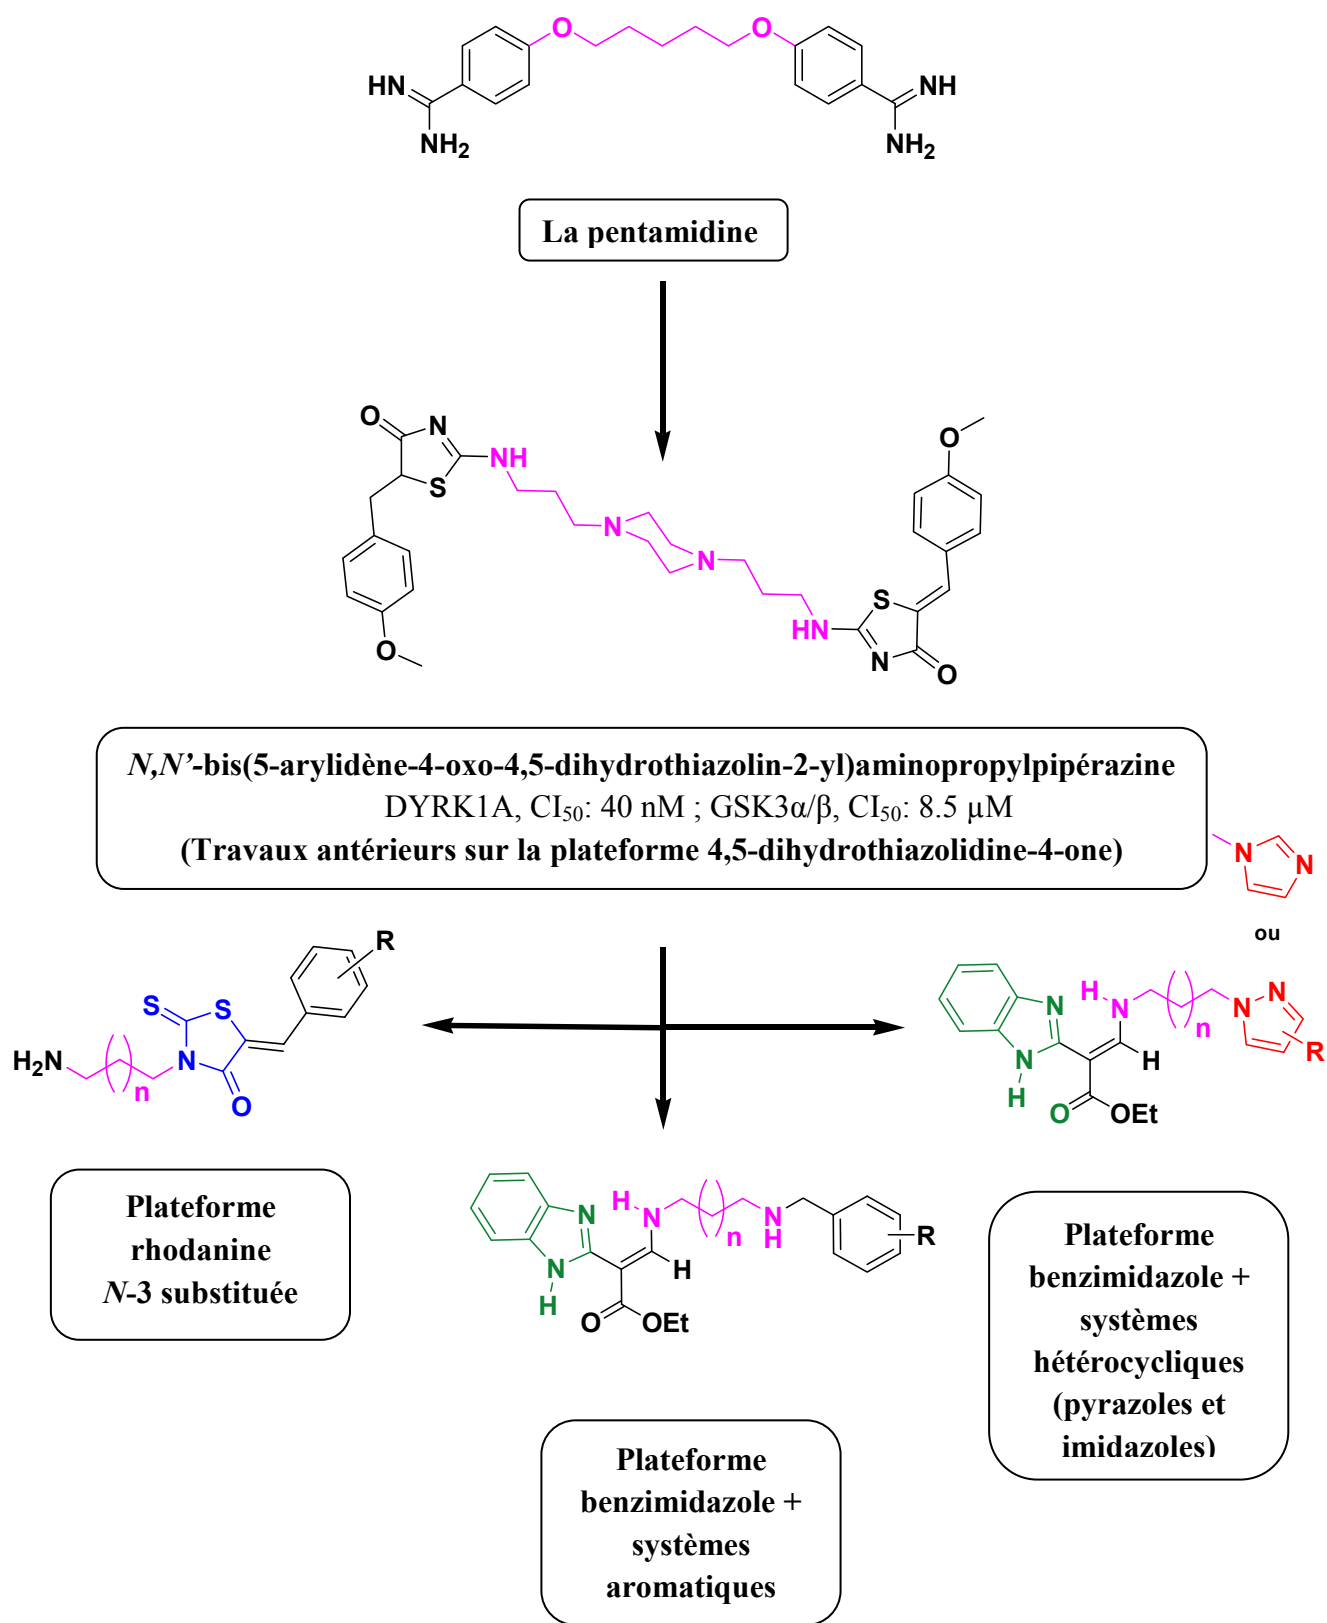 O O
HN NH
NH2 NH2
La pentamidine
O N
S NH
O
N
N
O
HN S
N O
N,N’-bis(5-arylidène-4-oxo-4,5-dihydrothiazolin-2-yl)aminopropylpipérazine
DYRK1A, CI₅₀: 40 nM ; GSK3α/β, CI₅₀: 8.5 µM
(Travaux antérieurs sur la plateforme 4,5-dihydrothiazolidine-4-one)
N N
ou
R
S S
H2N N
n
O
N H N
N H
O OEt
n
N N
R
H
Plateforme
rhodanine
N-3 substituée
N H N
N H
O OEt
n
N
H
R
H
Plateforme
benzimidazole +
systèmes
hétérocycliques
(pyrazoles et
imidazoles)
Plateforme
benzimidazole +
systèmes
aromatiques